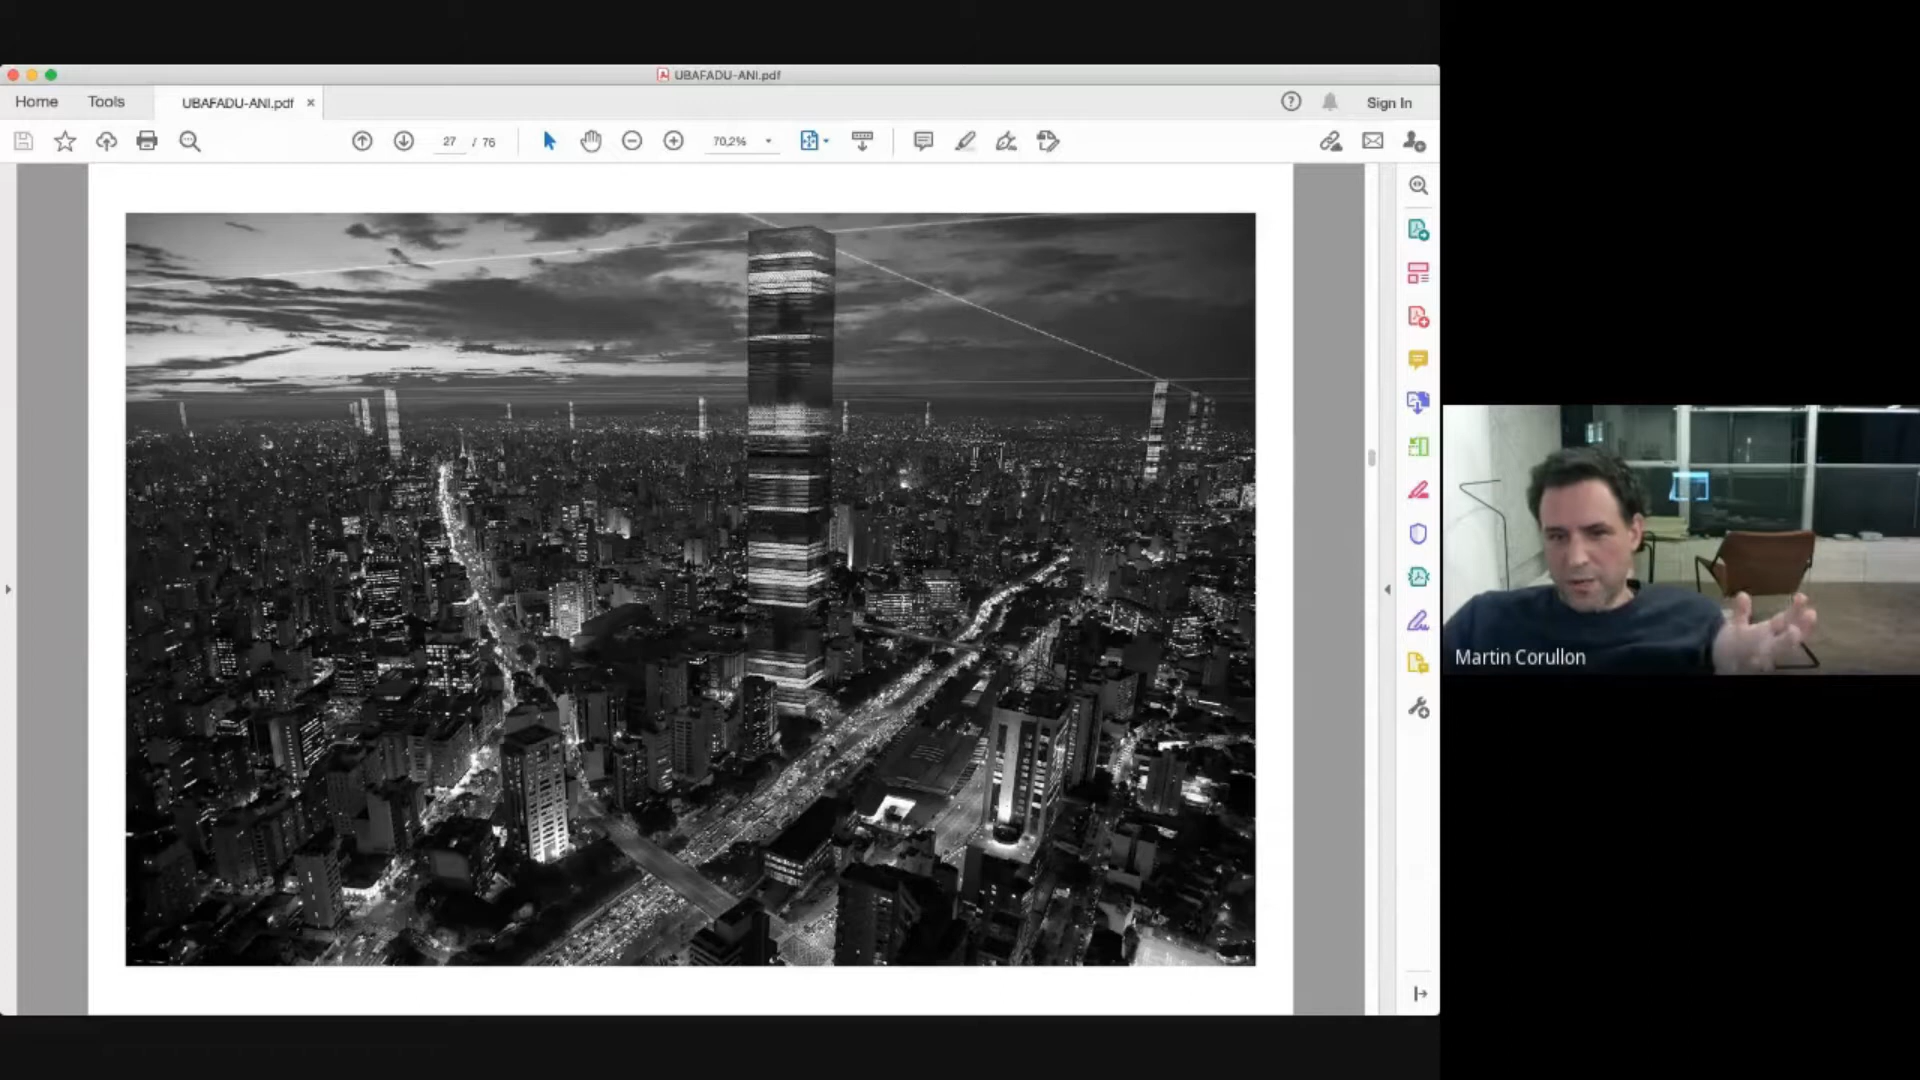 UBAFADU-ANI.pdf
Home Tools UBAFADU-ANI.pdf × Sign In
27 / 76 70,2%
Martin Corullon